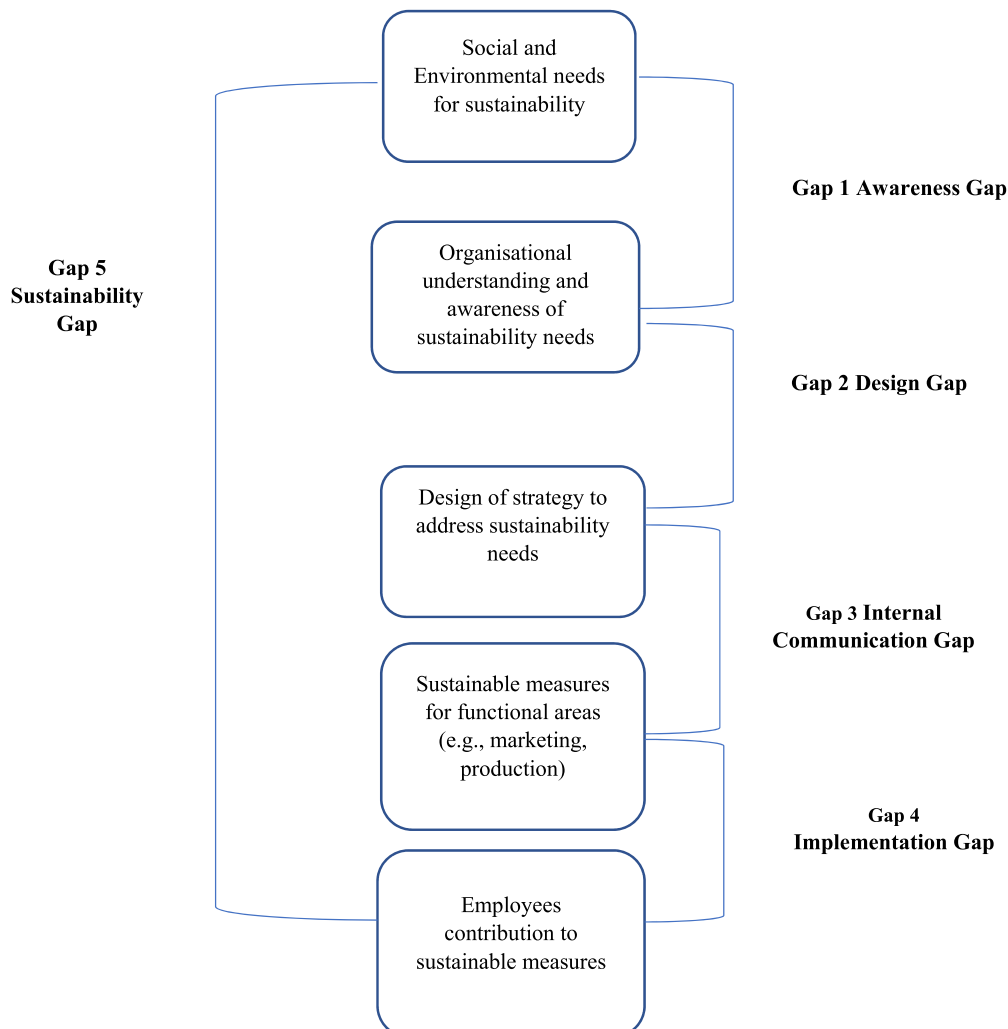 Social and
Environmental needs
for sustainability
Gap 1 Awareness Gap
Organisational
understanding and
awareness of
sustainability needs
Gap 5
Sustainability
Gap
Gap 2 Design Gap
Design of strategy to
address sustainability
needs
Gap 3 Internal
Communication Gap
Sustainable measures
for functional areas
(e.g., marketing,
production)
Gap 4
Implementation Gap
Employees
contribution to
sustainable measures